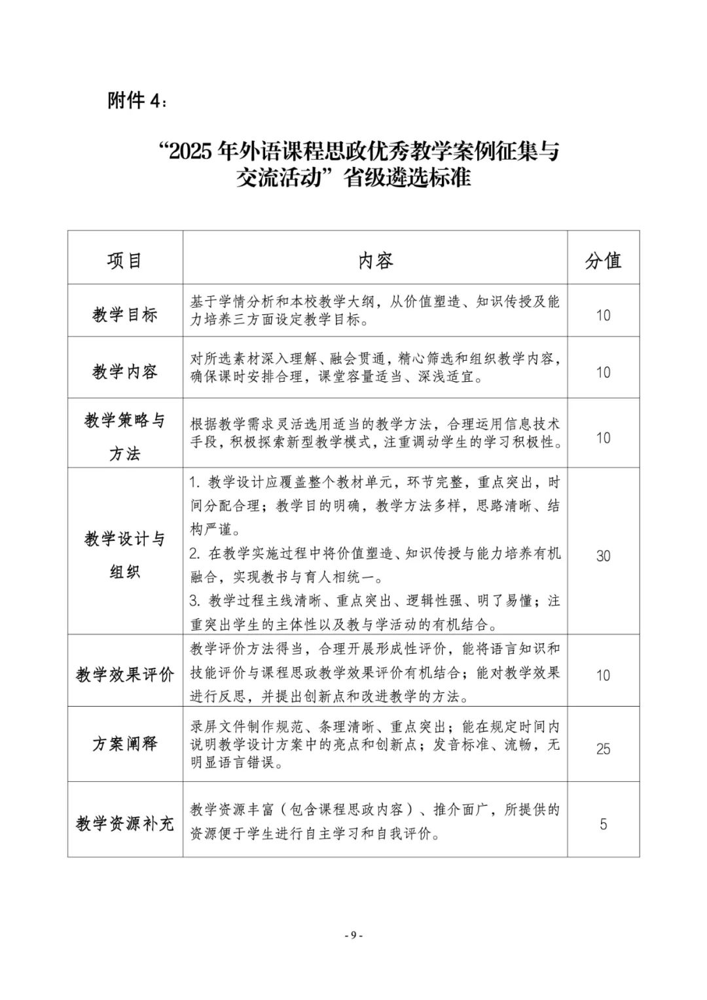 附件 4：
“2025 年外语课程思政优秀教学案例征集与
交流活动”省级遴选标准
项目
内容
分值
教学目标
基于学情分析和本校教学大纲，从价值塑造、知识传授及能
力培养三方面设定教学目标。
10
教学内容
对所选素材深入理解、融会贯通，精心筛选和组织教学内容，
确保课时安排合理，课堂容量适当、深浅适宜。
10
教学策略与
方法
根据教学需求灵活选用适当的教学方法，合理运用信息技术
手段，积极探索新型教学模式，注重调动学生的学习积极性。
10
教学设计与
组织
1. 教学设计应覆盖整个教材单元，环节完整，重点突出，时
间分配合理；教学目的明确，教学方法多样，思路清晰、结
构严谨。
2. 在教学实施过程中将价值塑造、知识传授与能力培养有机
融合，实现教书与育人相统一。
3. 教学过程主线清晰、重点突出、逻辑性强、明了易懂；注
重突出学生的主体性以及教与学活动的有机结合。
30
教学效果评价
教学评价方法得当，合理开展形成性评价，能将语言知识和
技能评价与课程思政教学效果评价有机结合；能对教学效果
进行反思，并提出创新点和改进教学的方法。
10
方案阐释
录屏文件制作规范、条理清晰、重点突出；能在规定时间内
说明教学设计方案中的亮点和创新点；发音标准、流畅，无
明显语言错误。
25
教学资源补充
教学资源丰富（包含课程思政内容）、推介面广，所提供的
资源便于学生进行自主学习和自我评价。
5
- 9 -